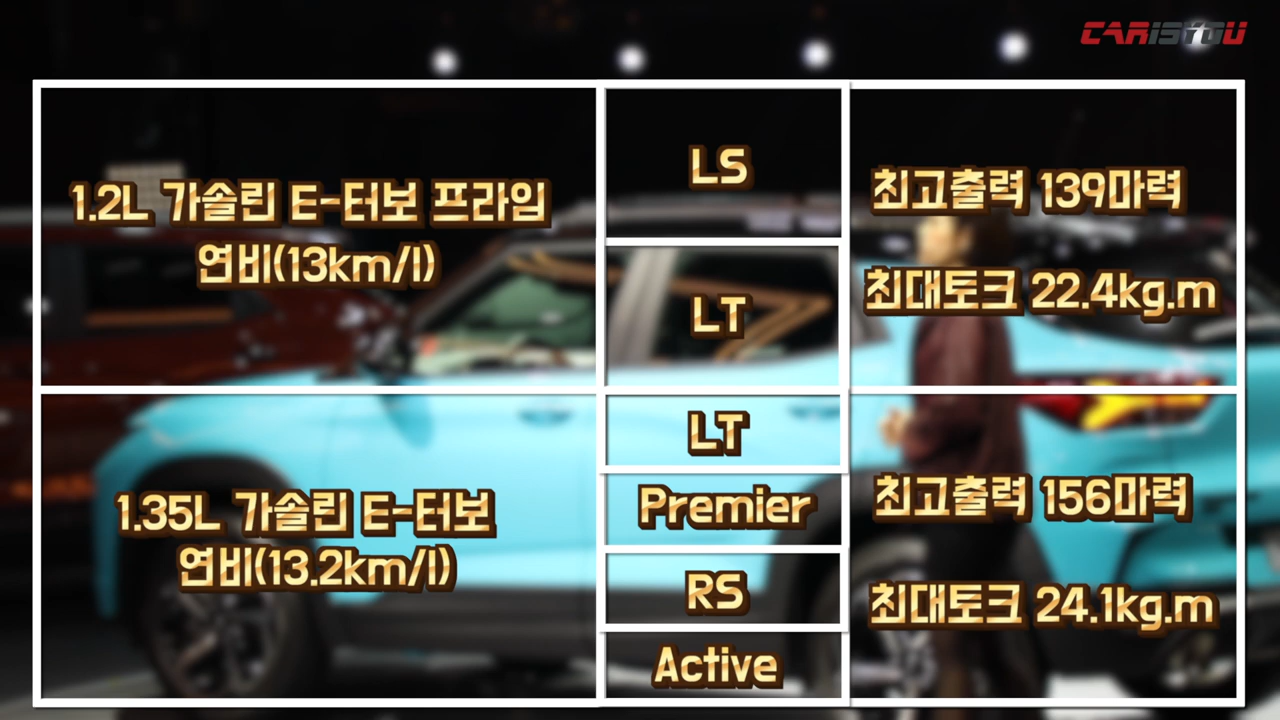 CARISYOU
1.2L 가솔린 E-터보 프라임
연비(13km/l)
LS
LT
최고출력 139마력
최대토크 22.4kg.m
1.35L 가솔린 E-터보
연비(13.2km/l)
LT
Premier
RS
Active
최고출력 156마력
최대토크 24.1kg.m